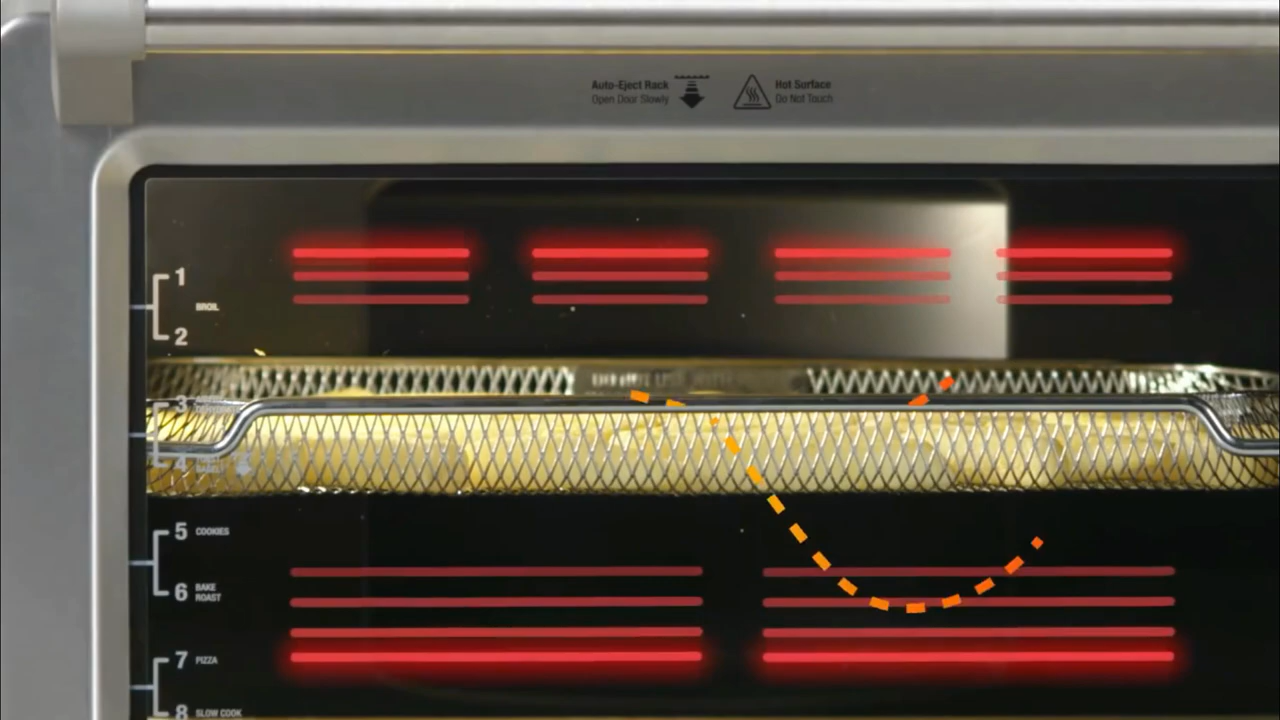 Auto-Eject Rack
Open Door Slowly
Hot Surface
Do Not Touch
1
BROIL
2
3
4
5 COOKIES
6 BAKE
ROAST
7 PIZZA
8 SLOW COOK